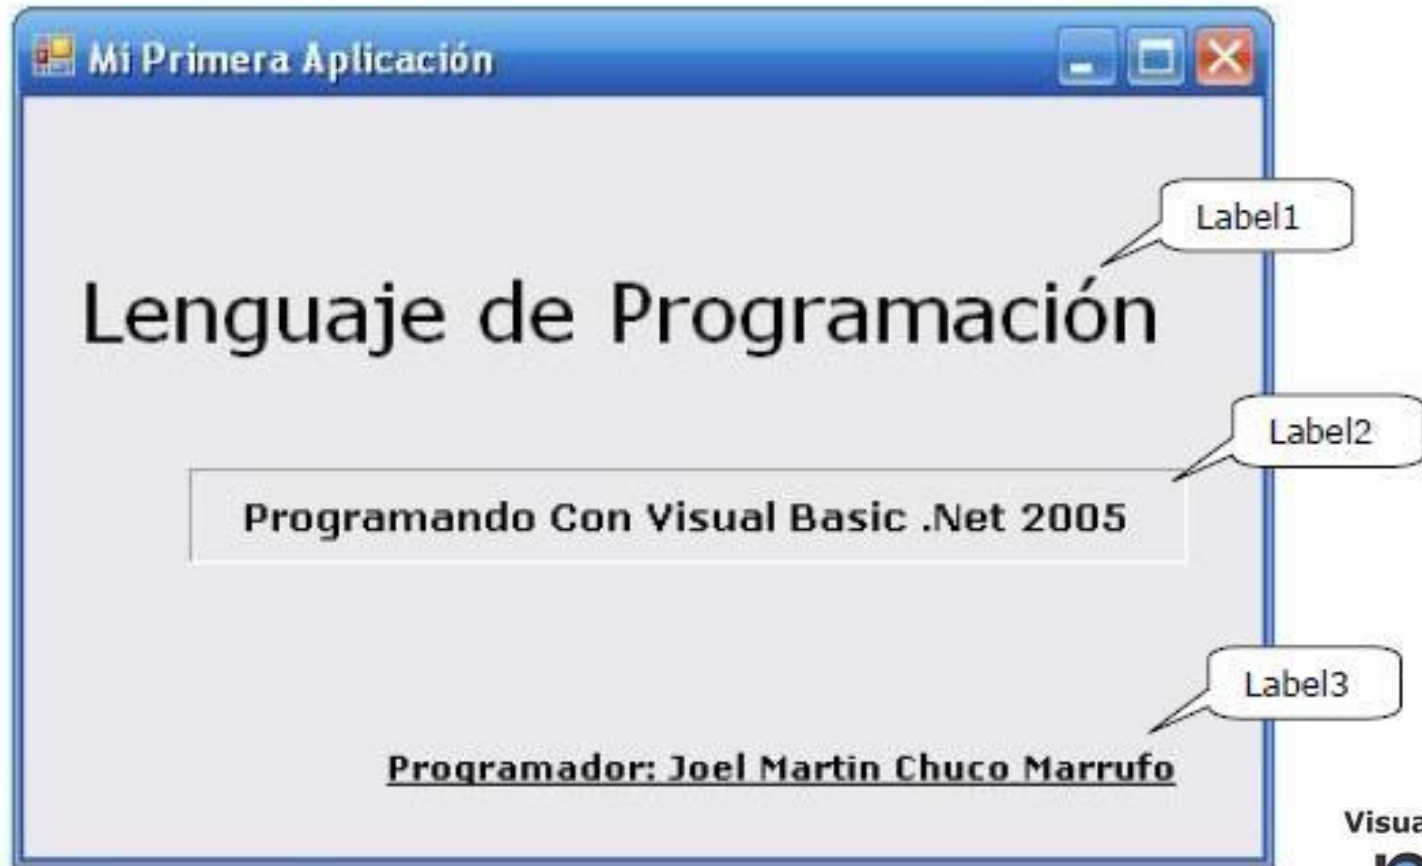 Mi Primera Aplicación
Label1
Lenguaje de Programación
Label2
Programando Con Visual Basic .Net 2005
Label3
Programador: Joel Martin Chuco Marrufo